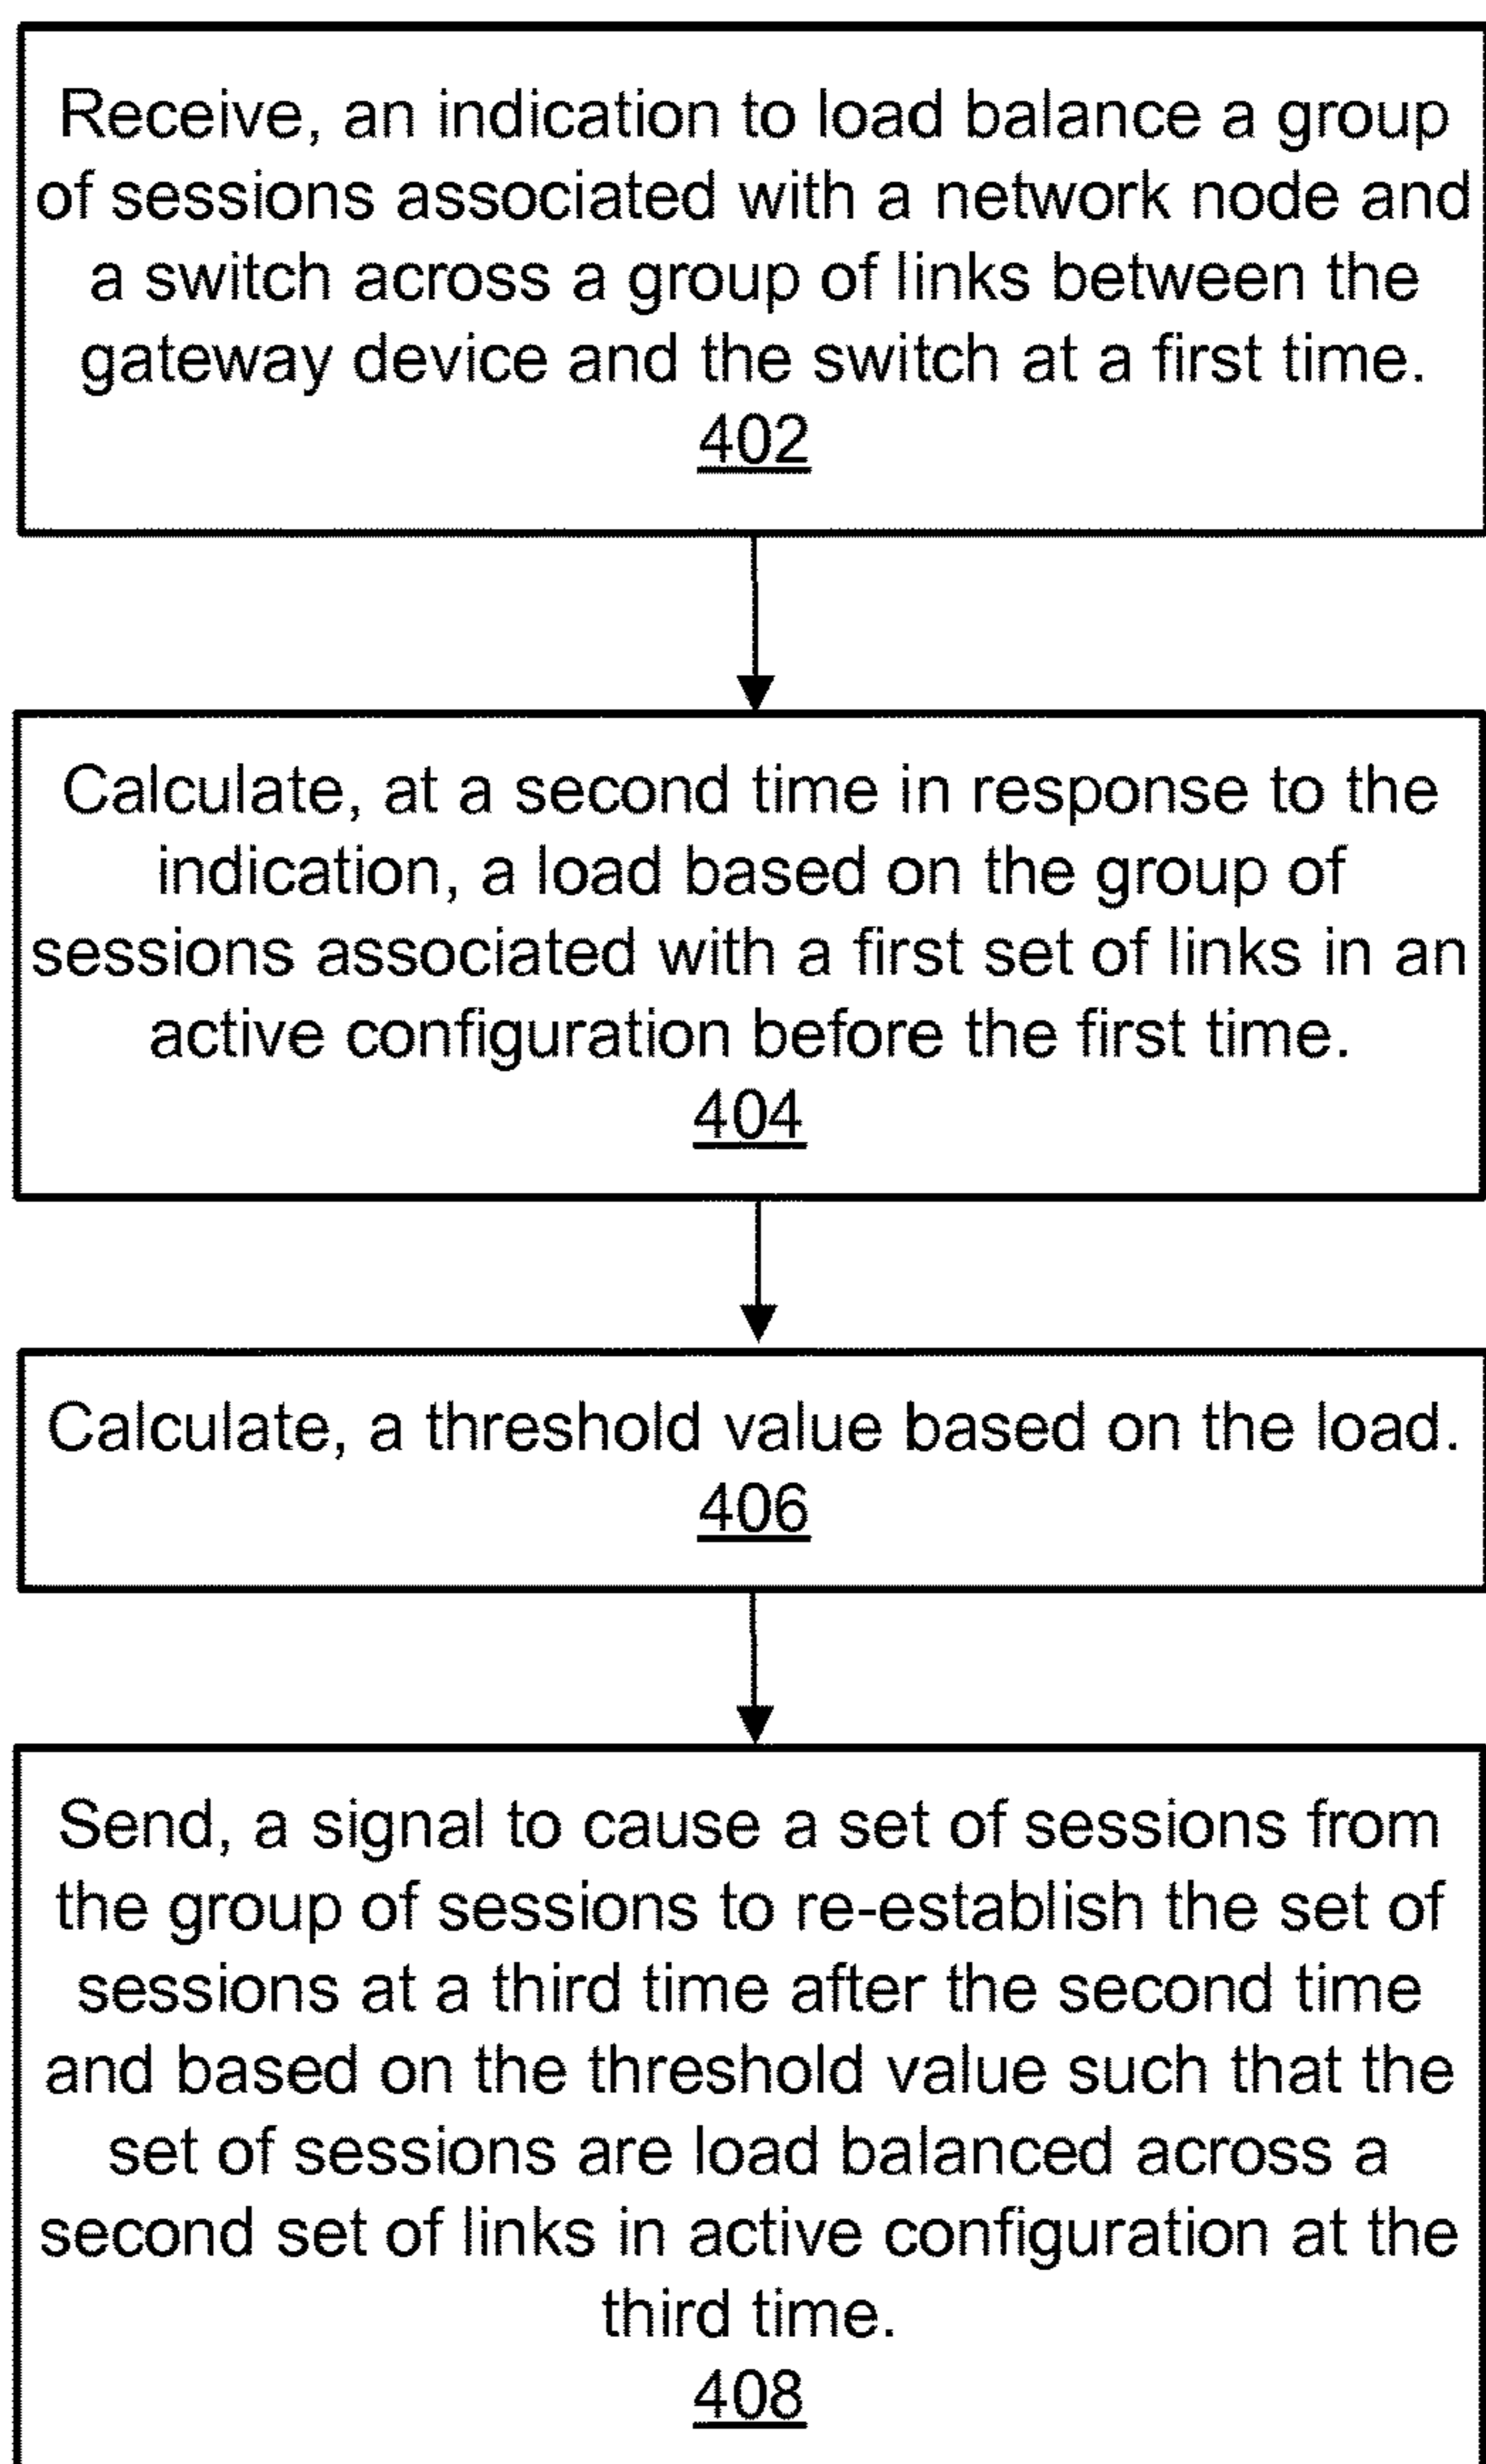 Receive, an indication to load balance a group
of sessions associated with a network node and
a switch across a group of links between the
gateway device and the switch at a first time.
402
Calculate, at a second time in response to the
indication, a load based on the group of
sessions associated with a first set of links in an
active configuration before the first time.
404
Calculate, a threshold value based on the load.
406
Send, a signal to cause a set of sessions from
the group of sessions to re-establish the set of
sessions at a third time after the second time
and based on the threshold value such that the
set of sessions are load balanced across a
second set of links in active configuration at the
third time.
408